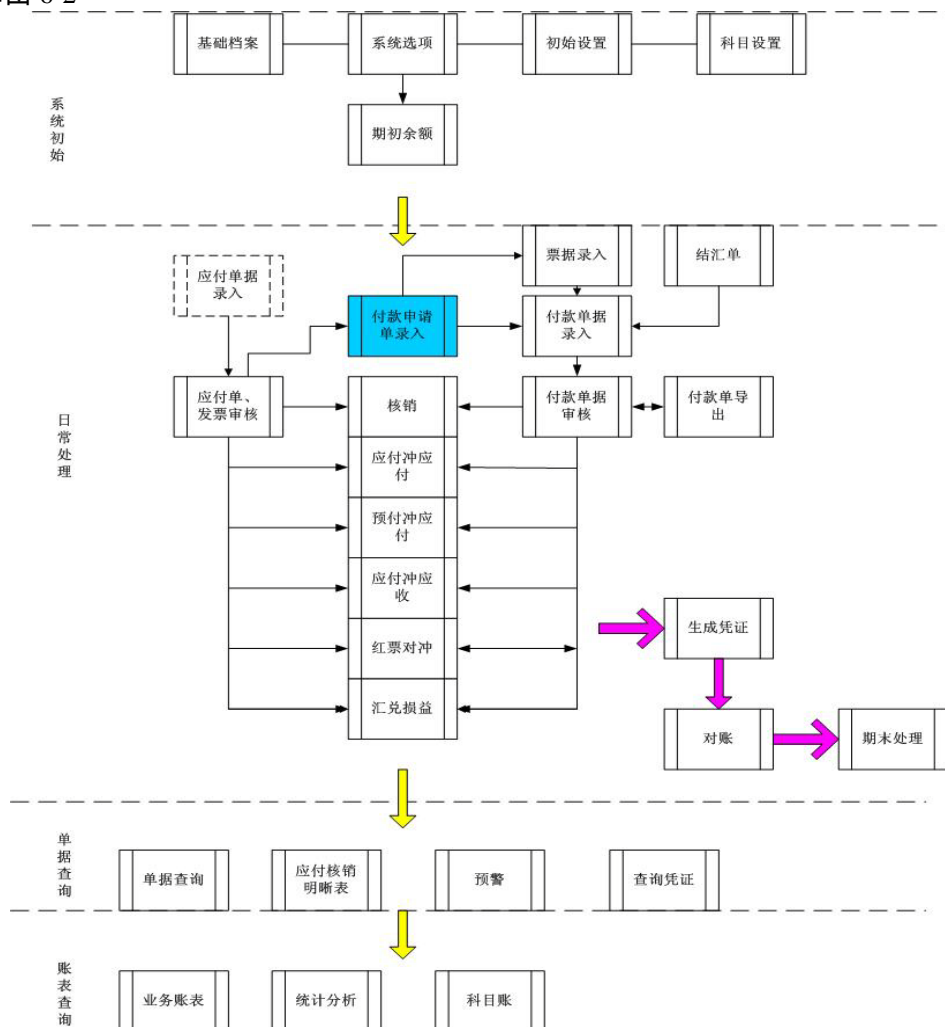 基础档案
系统选项
初始设置
科目设置
系统初始
期初余额
票据录入
结汇单
应付单据
录入
付款申请
单录入
付款单据
录入
应付单、
发票审核
核销
付款单据
审核
付款单导
出
日常处理
应付冲应
付
预付冲应
付
应付冲应
收
生成凭证
红票对冲
汇兑损益
对账
期末处理
单据查询
单据查询
应付核销
明晰表
预警
查询凭证
账表查询
业务账表
统计分析
科目账